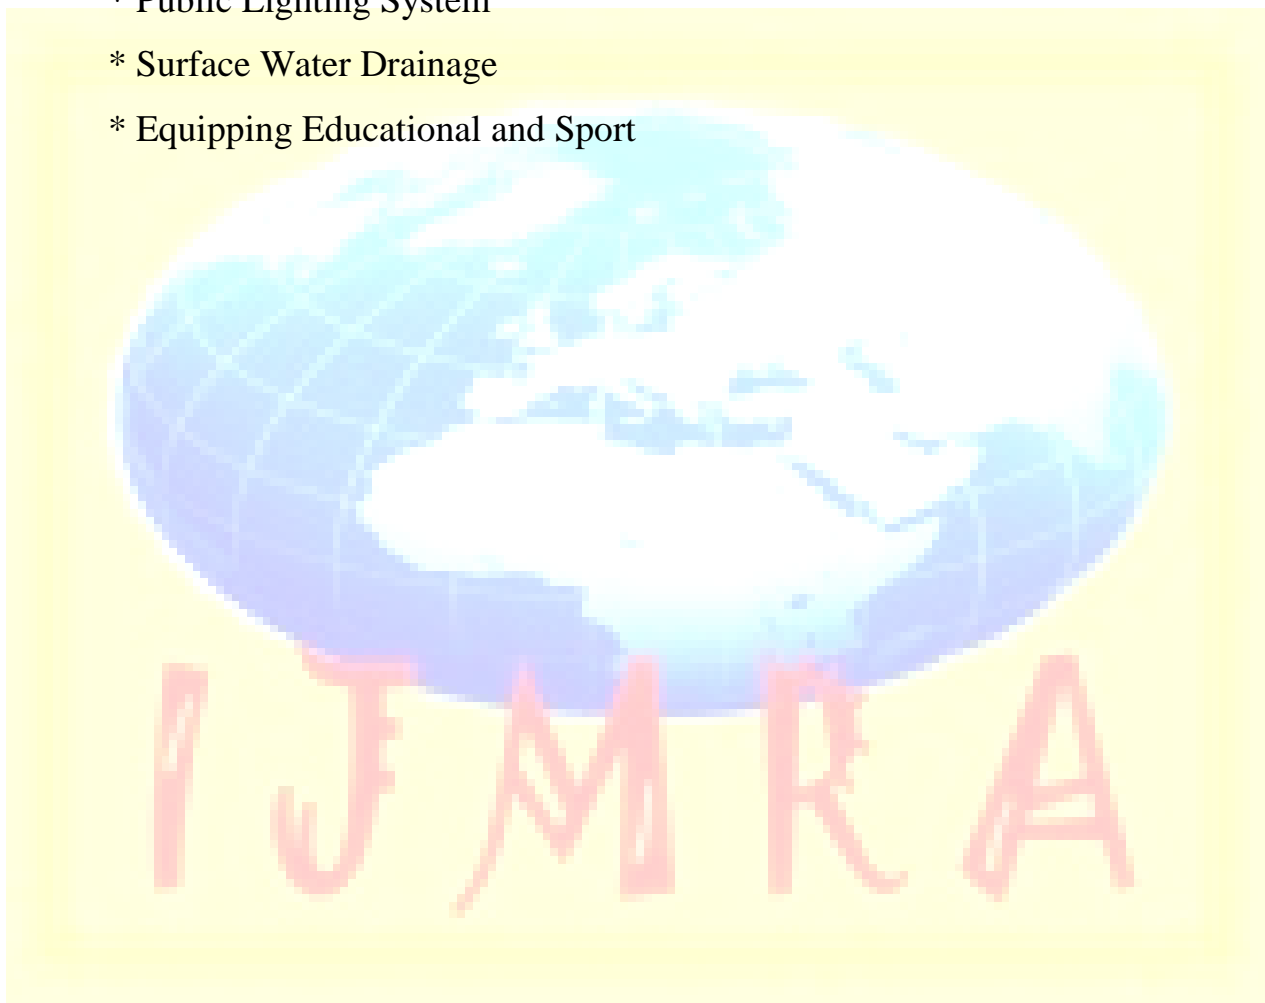 * Public Lighting System
* Surface Water Drainage
* Equipping Educational and Sport
IJMRA